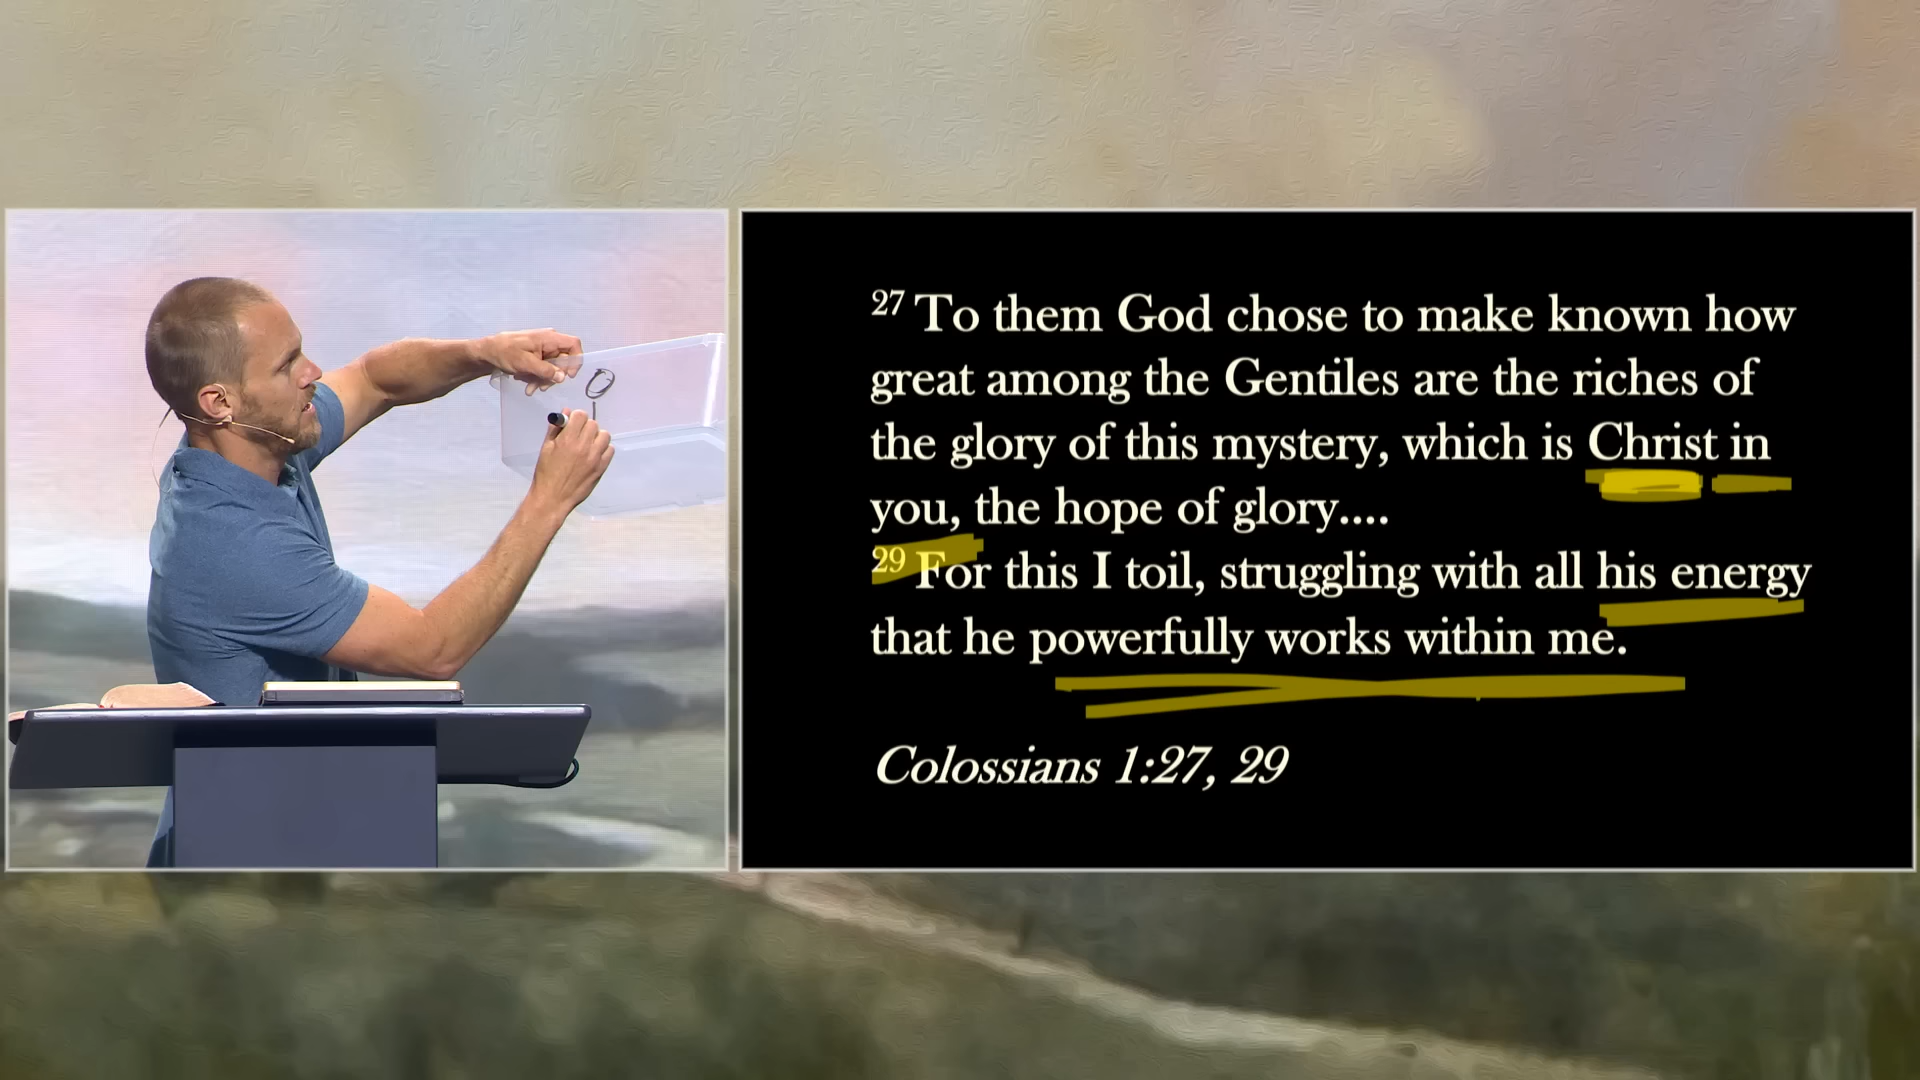 27 To them God chose to make known how
great among the Gentiles are the riches of
the glory of this mystery, which is Christ in
you, the hope of glory....
29 For this I toil, struggling with all his energy
that he powerfully works within me.
Colossians 1:27, 29